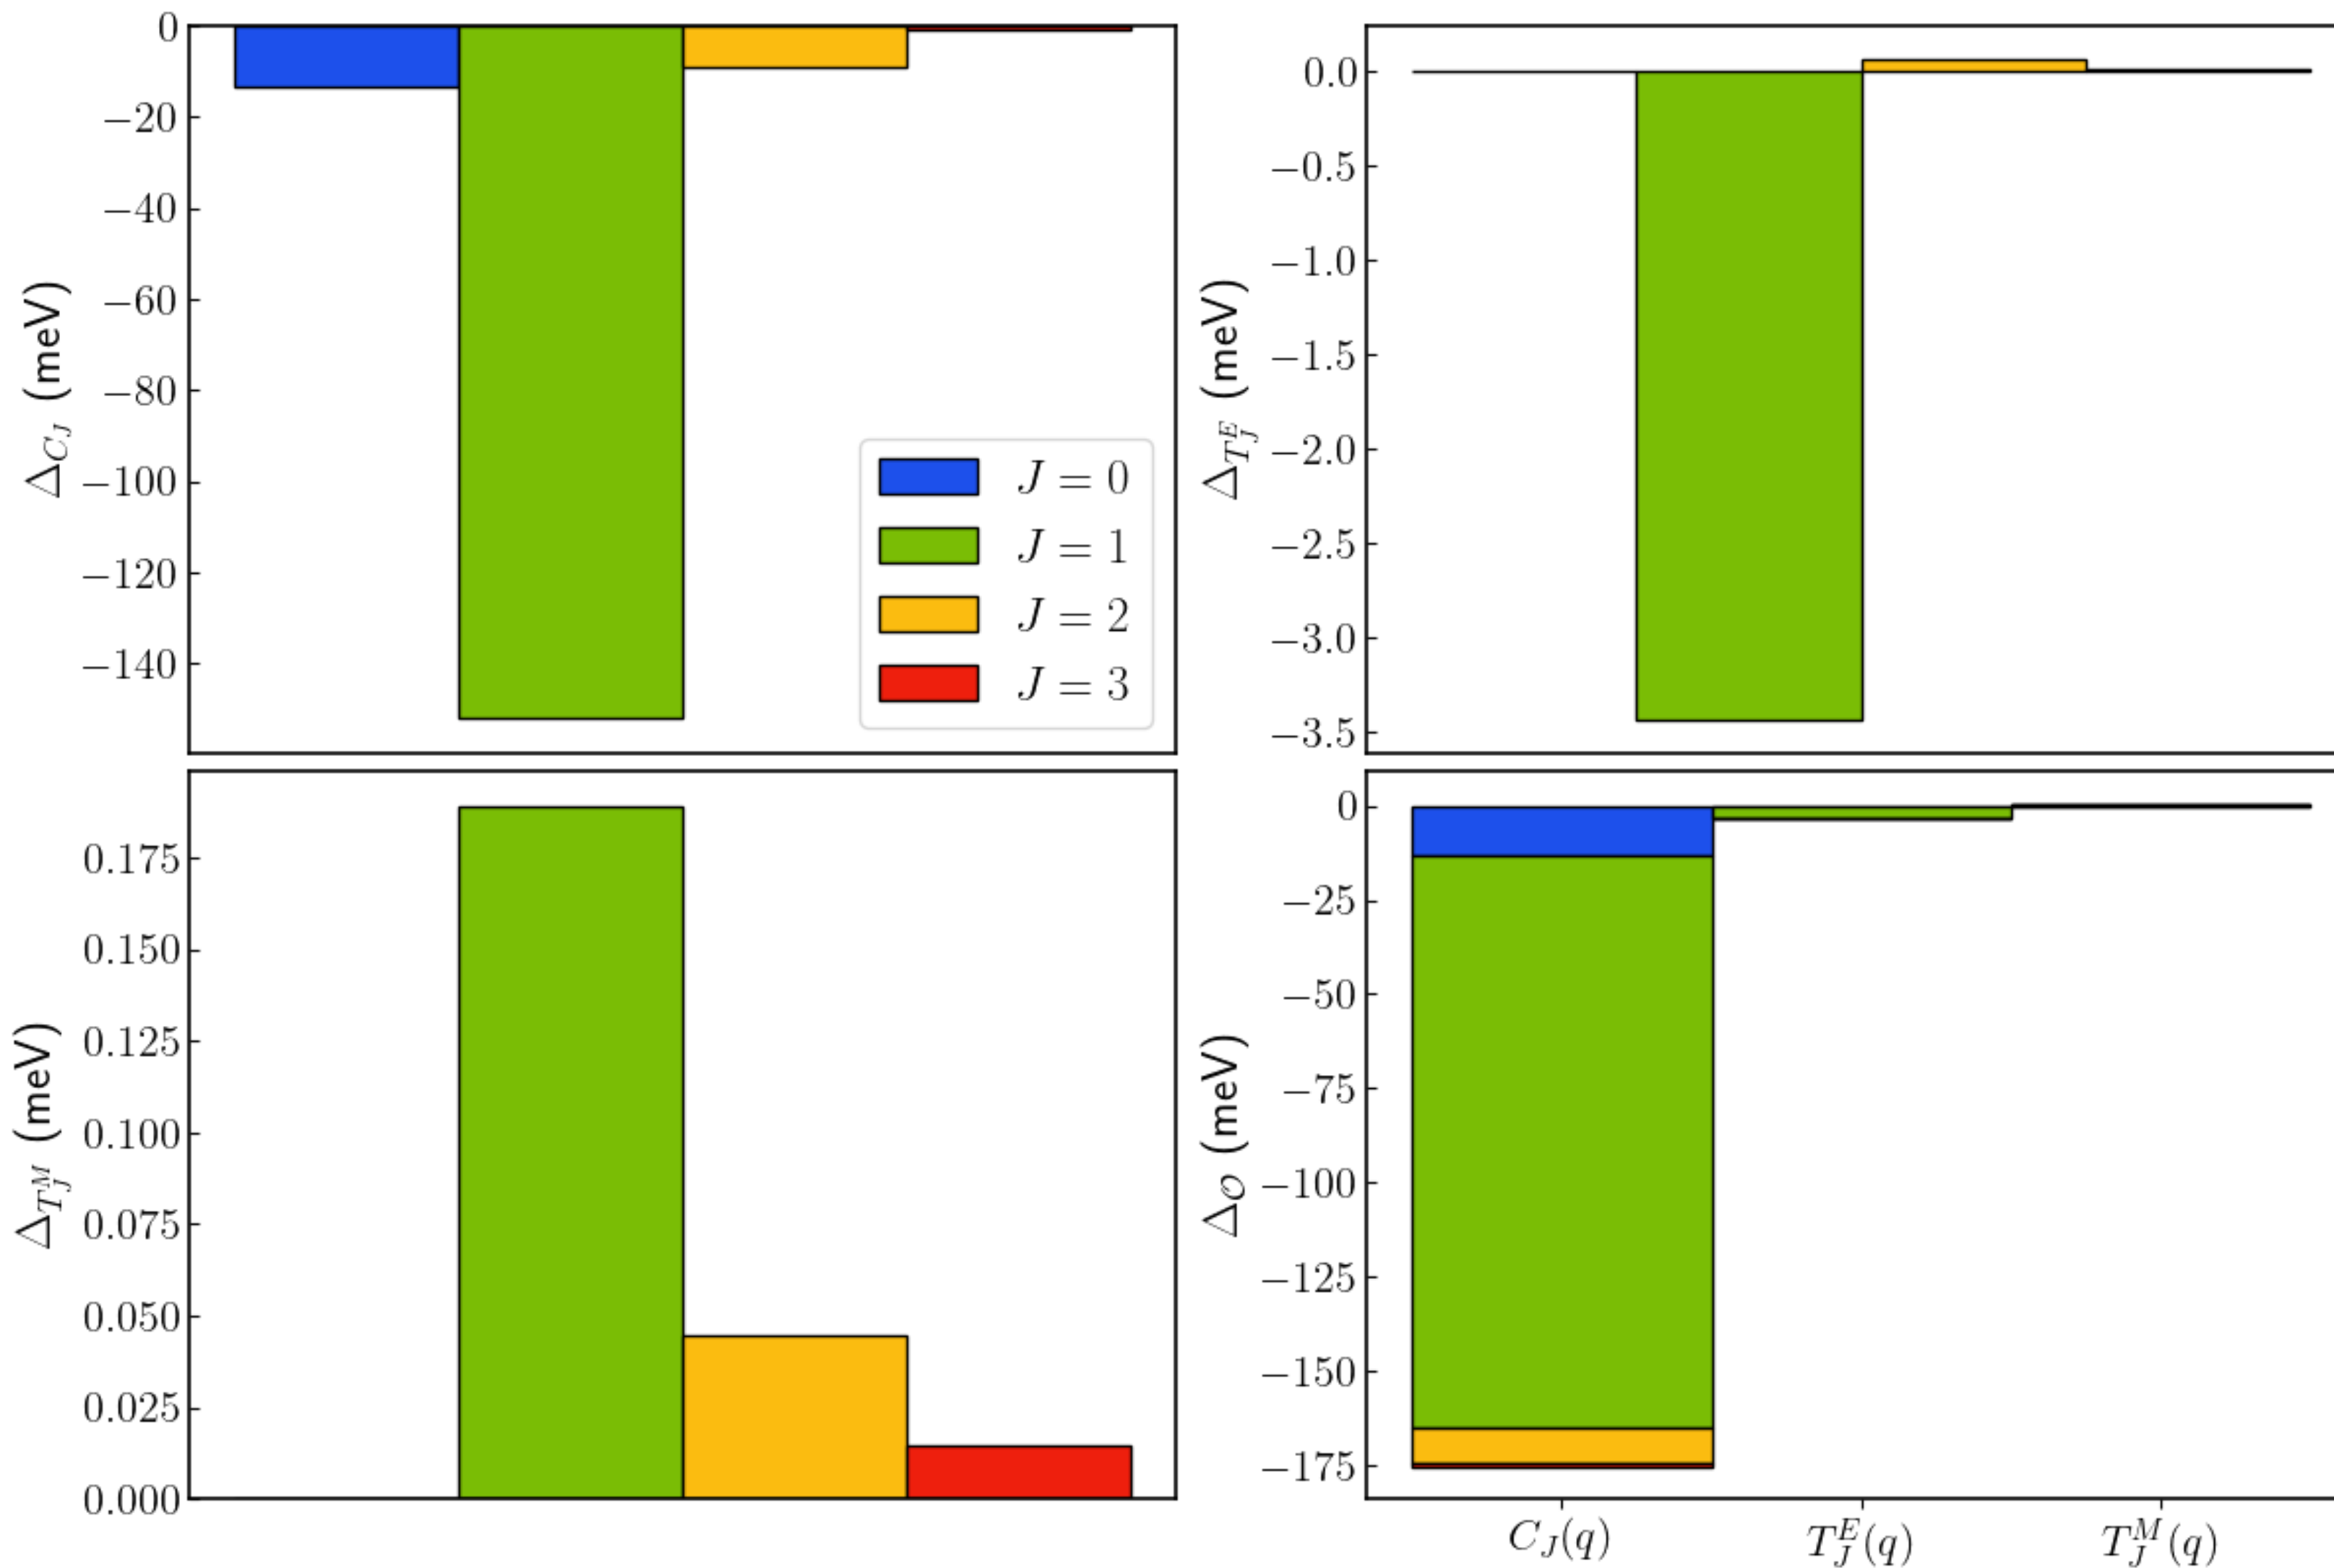 0
−20
−40
−60
−80
−100
−120
−140
Δ_{C_J} (meV)
J = 0
J = 1
J = 2
J = 3
0.0
−0.5
−1.0
−1.5
−2.0
−2.5
−3.0
−3.5
Δ_{T_J^E} (meV)
0.175
0.150
0.125
0.100
0.075
0.050
0.025
0.000
Δ_{T_J^M} (meV)
0
−25
−50
−75
−100
−125
−150
−175
Δ_𝒪 (meV)
C_J(q)
T_J^E(q)
T_J^M(q)